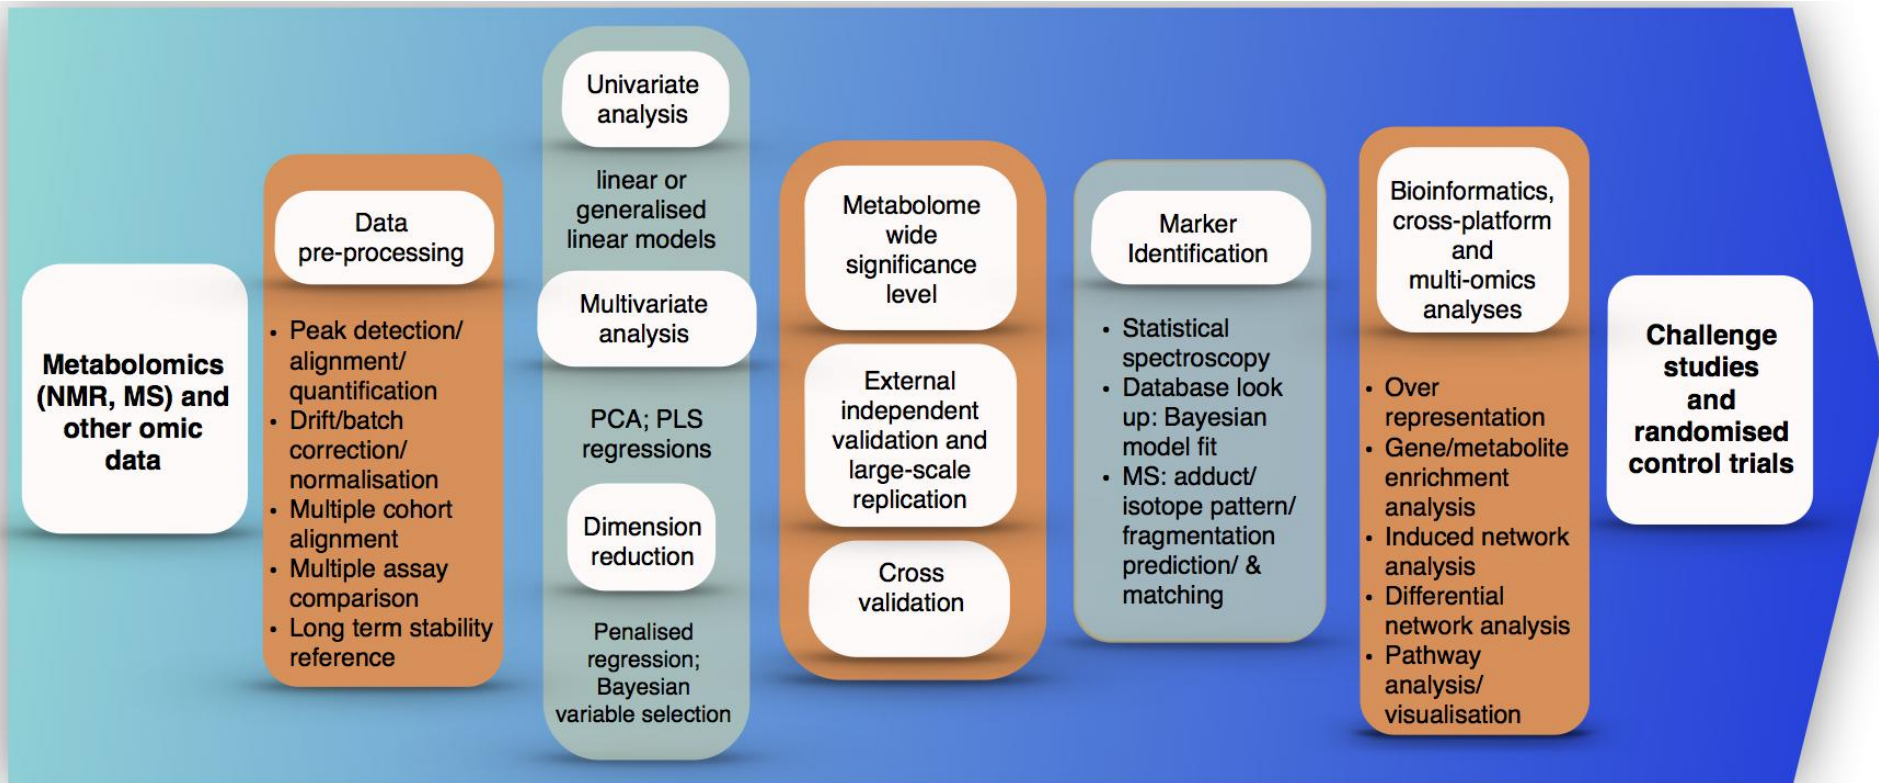 Metabolomics
(NMR, MS) and
other omic
data
Data
pre-processing
• Peak detection/
alignment/
quantification
• Drift/batch
correction/
normalisation
• Multiple cohort
alignment
• Multiple assay
comparison
• Long term stability
reference
Univariate
analysis
linear or
generalised
linear models
Multivariate
analysis
PCA; PLS
regressions
Dimension
reduction
Penalised
regression;
Bayesian
variable selection
Metabolome
wide
significance
level
External
independent
validation and
large-scale
replication
Cross
validation
Marker
Identification
• Statistical
spectroscopy
• Database look
up: Bayesian
model fit
• MS: adduct/
isotope pattern/
fragmentation
prediction/ &
matching
Bioinformatics,
cross-platform
and
multi-omics
analyses
• Over
representation
• Gene/metabolite
enrichment
analysis
• Induced network
analysis
• Differential
network analysis
• Pathway
analysis/
visualisation
Challenge
studies
and
randomised
control trials